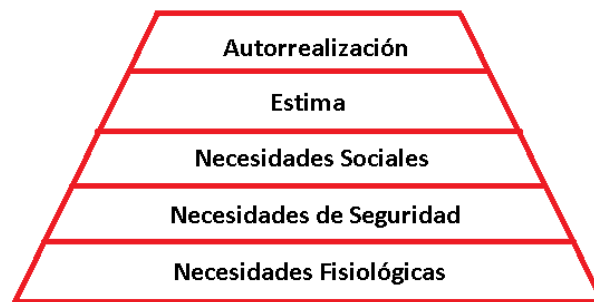 Autorrealización
Estima
Necesidades Sociales
Necesidades de Seguridad
Necesidades Fisiológicas